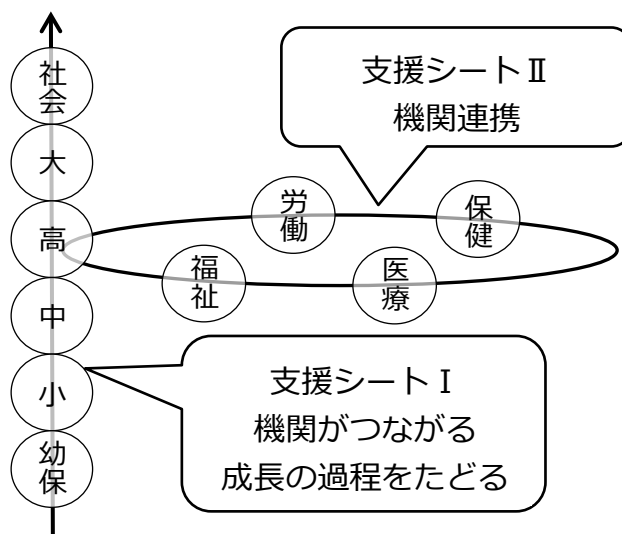 支援シートⅡ
機関連携
社会
大
高
中
小
幼保
労働
保健
福祉
医療
支援シートⅠ
機関がつながる
成長の過程をたどる